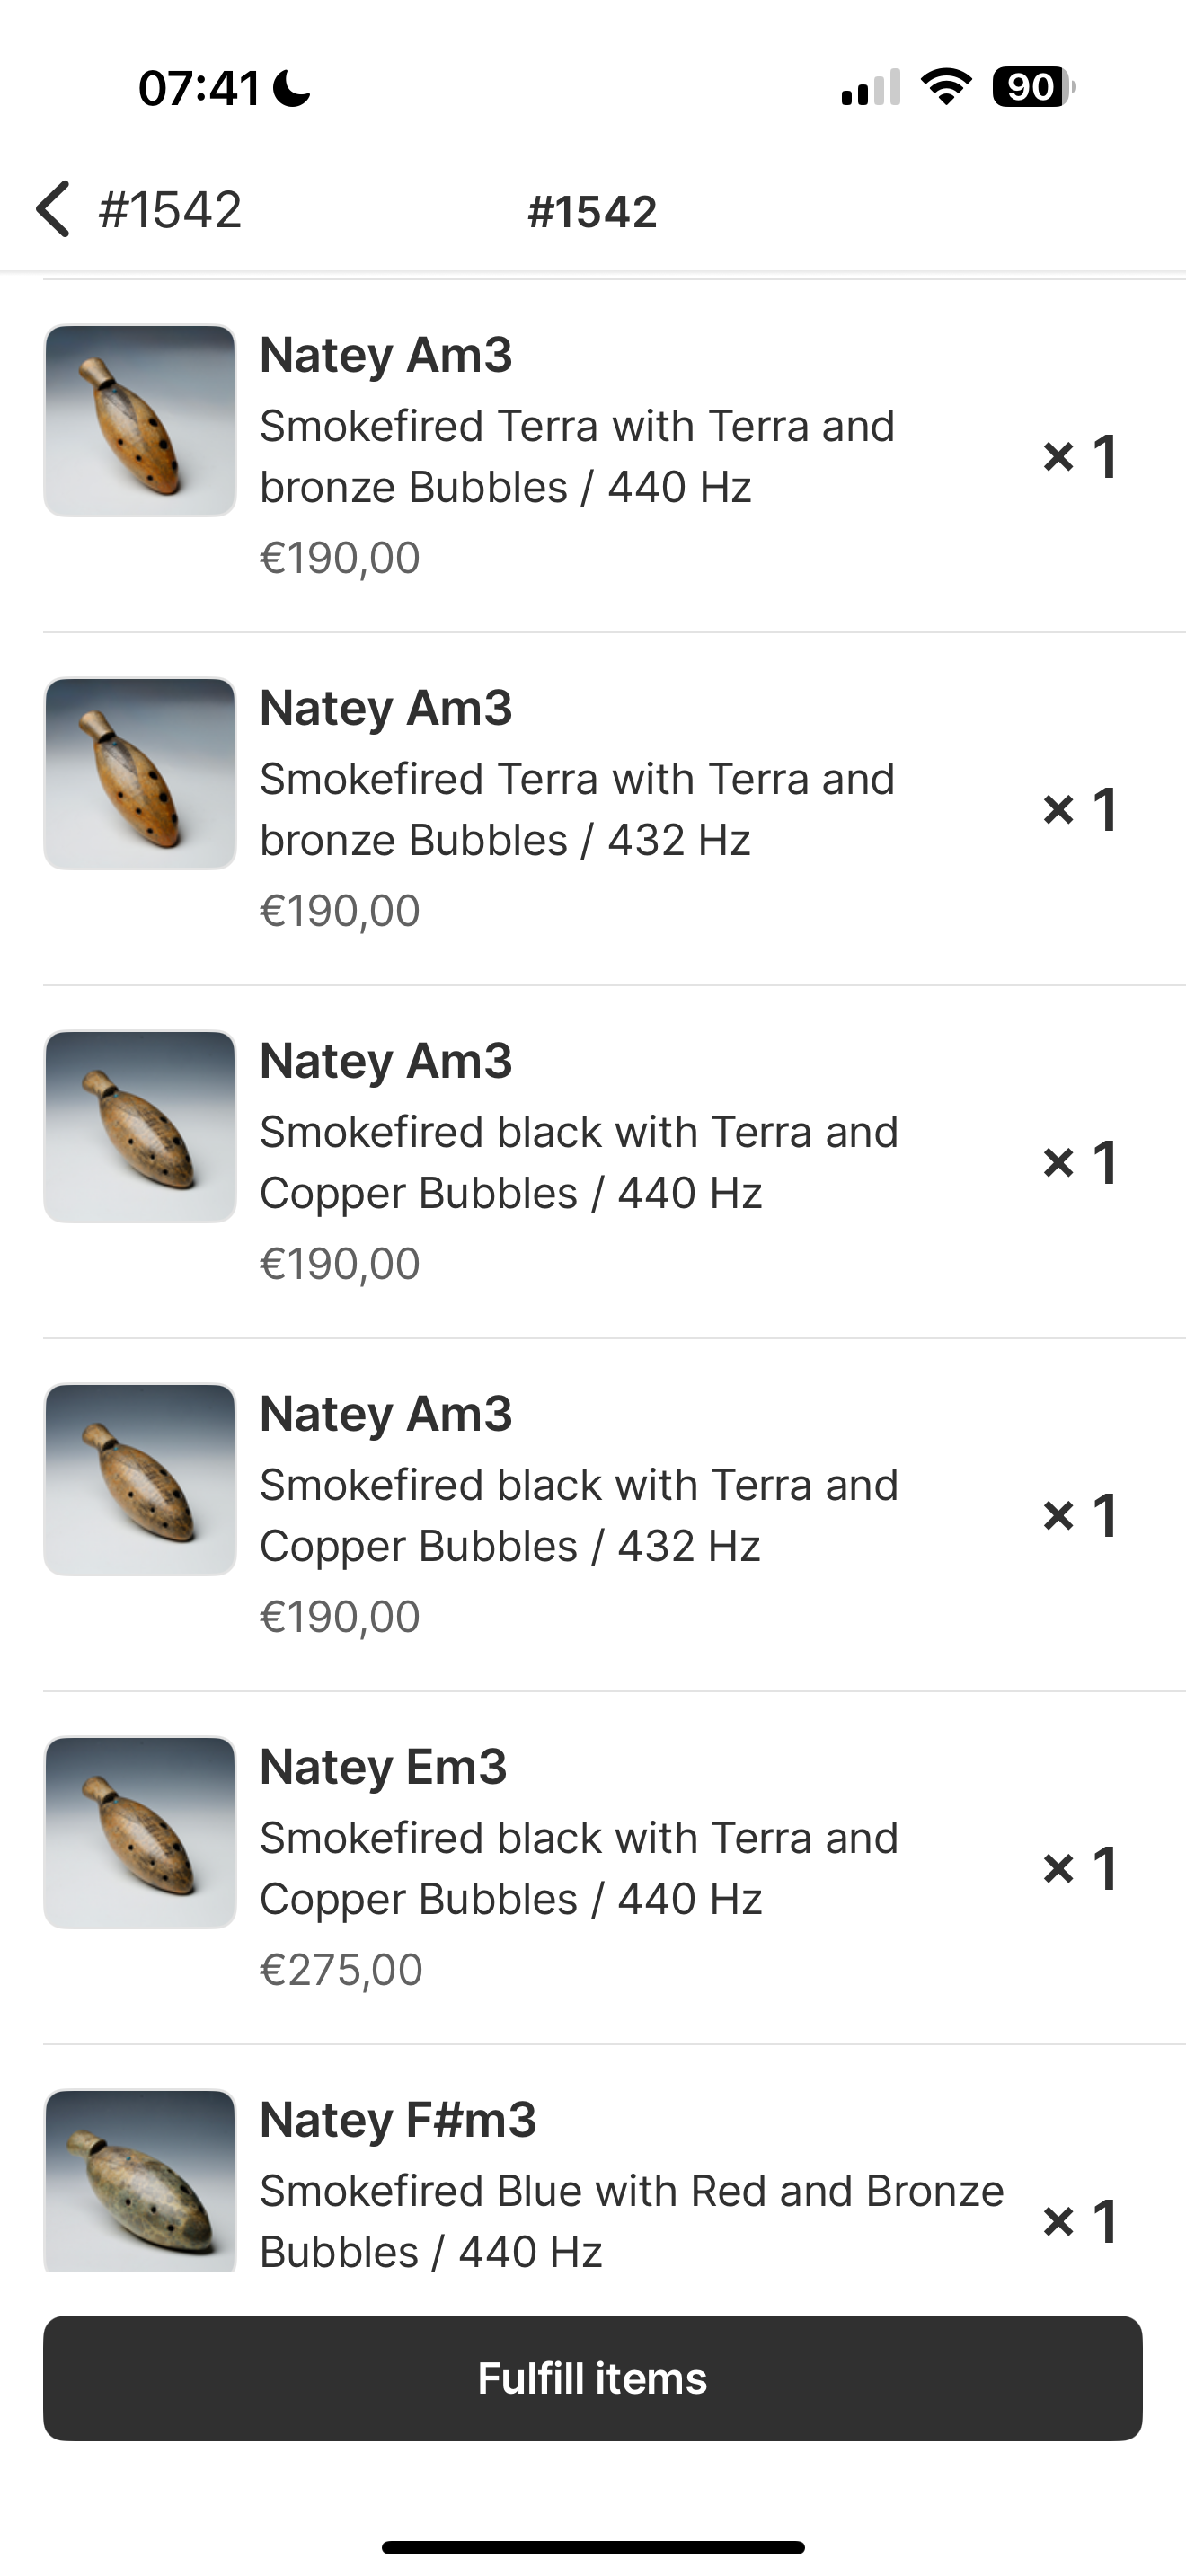 07:41
90
#1542
#1542
Natey Am3
Smokefired Terra with Terra and
bronze Bubbles / 440 Hz
× 1
€190,00
Natey Am3
Smokefired Terra with Terra and
bronze Bubbles / 432 Hz
× 1
€190,00
Natey Am3
Smokefired black with Terra and
Copper Bubbles / 440 Hz
× 1
€190,00
Natey Am3
Smokefired black with Terra and
Copper Bubbles / 432 Hz
× 1
€190,00
Natey Em3
Smokefired black with Terra and
Copper Bubbles / 440 Hz
× 1
€275,00
Natey F#m3
Smokefired Blue with Red and Bronze
Bubbles / 440 Hz
× 1
Fulfill items